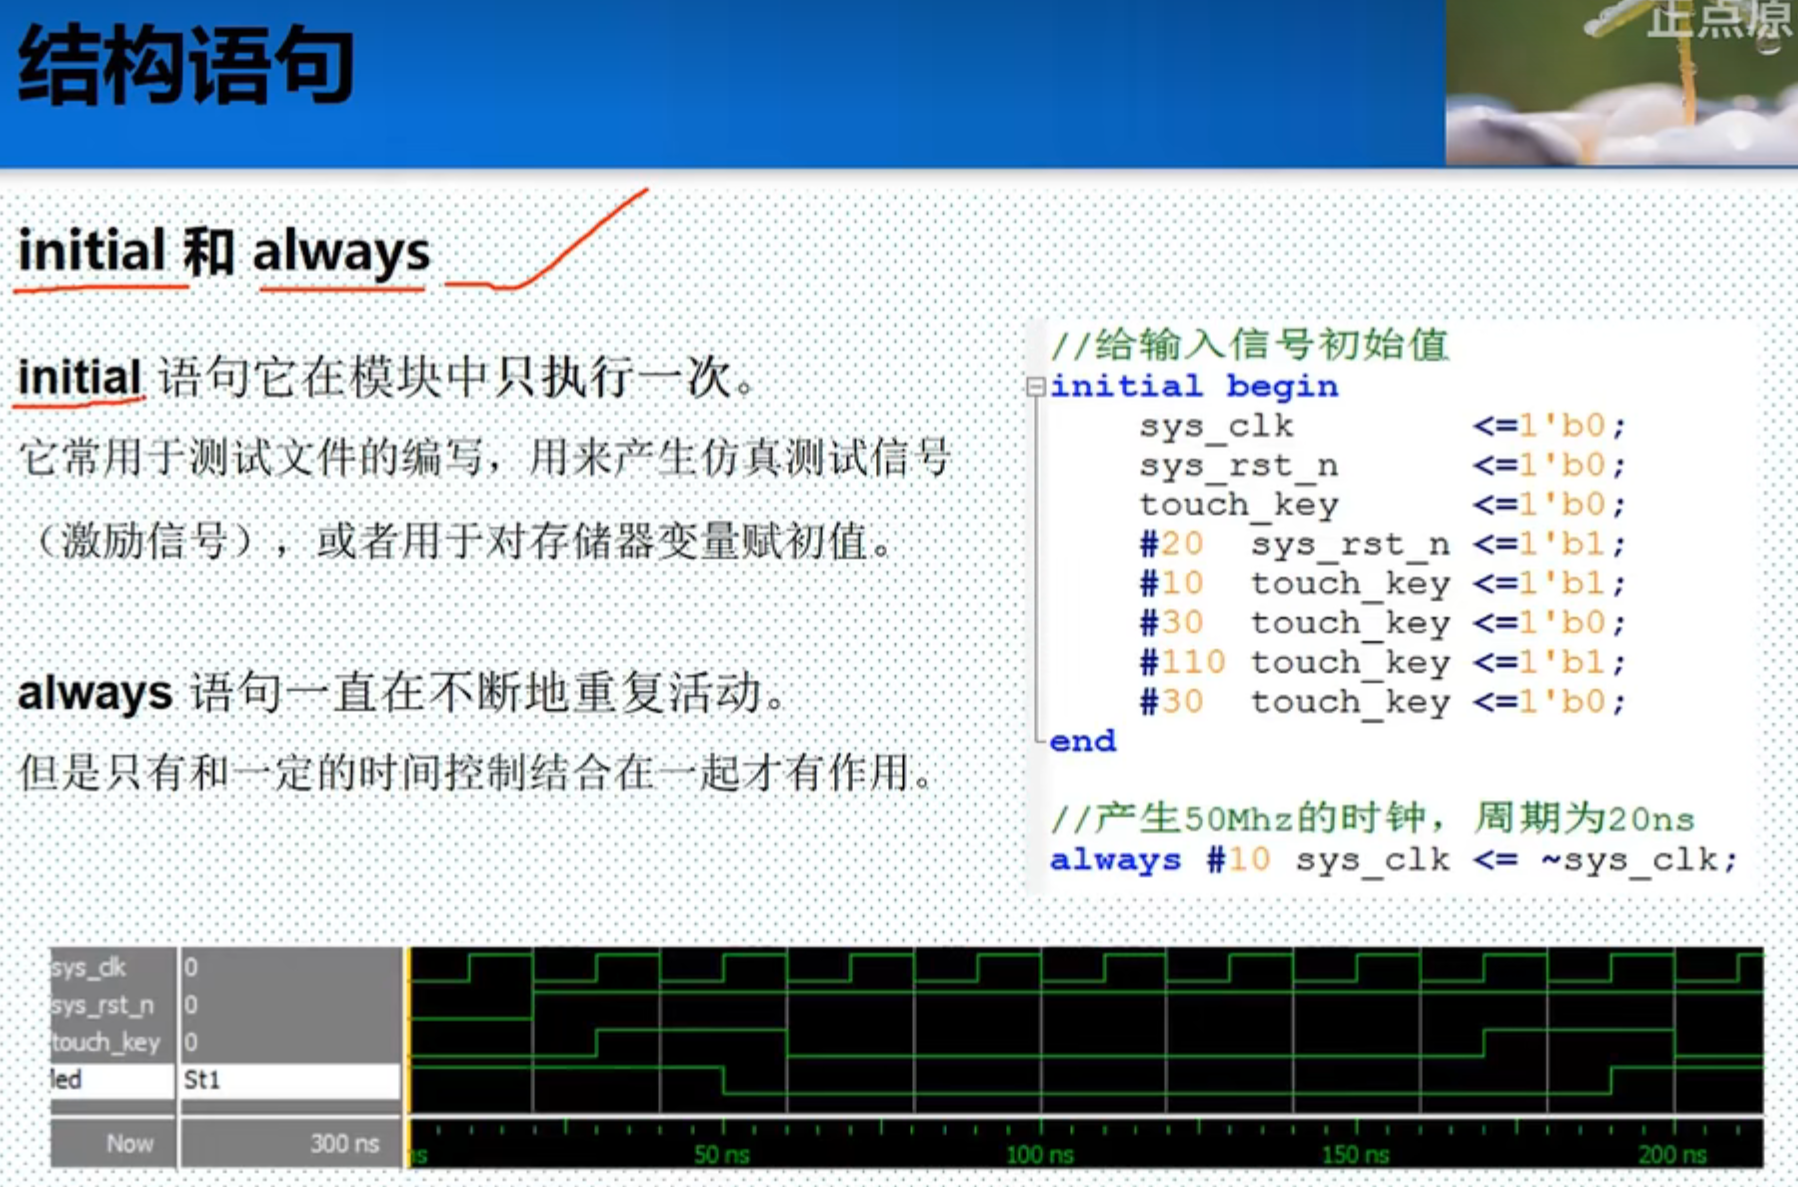 结构语句
正点原
initial 和 always
initial 语句它在模块中只执行一次。
它常用于测试文件的编写，用来产生仿真测试信号
（激励信号），或者用于对存储器变量赋初值。
always 语句一直在不断地重复活动。
但是只有和一定的时间控制结合在一起才有作用。
//给输入信号初始值
initial begin
sys_clk <=1'b0;
sys_rst_n <=1'b0;
touch_key <=1'b0;
#20 sys_rst_n <=1'b1;
#10 touch_key <=1'b1;
#30 touch_key <=1'b0;
#110 touch_key <=1'b1;
#30 touch_key <=1'b0;
end
//产生50Mhz的时钟，周期为20ns
always #10 sys_clk <= ~sys_clk;
sys_clk 0
sys_rst_n 0
touch_key 0
led St1
Now 300 ns
ns 50 ns 100 ns 150 ns 200 ns